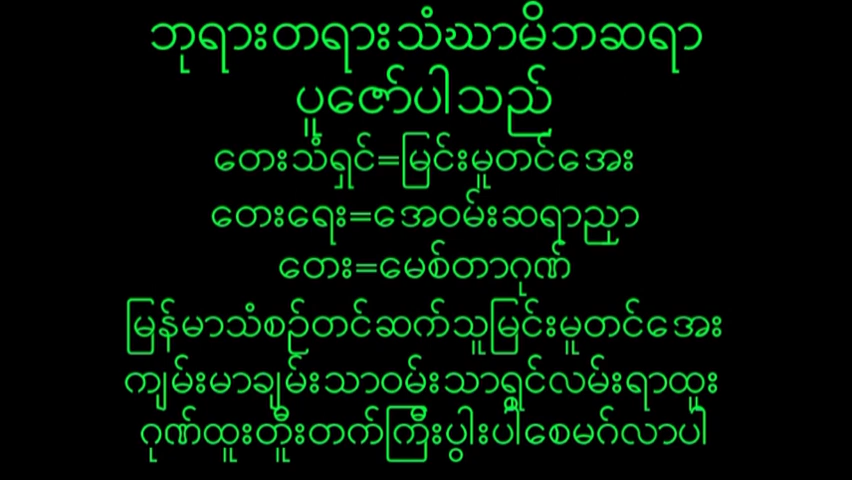 ဘုရားတရားသံဃာမိဘဆရာ
ပူဇော်ပါသည်
တေးသံရှင်=မြင်းမူတင်အေး
တေးရေး=အေဝမ်းဆရာညှာ
တေး=မေစ်တာဂုဏ်
မြန်မာသံစဉ်တင်ဆက်သူမြင်းမူတင်အေး
ကျမ်းမာချမ်းသာဝမ်းသာရွှင်လမ်းရာထူး
ဂုဏ်ထူးတိူးတက်ကြီးပွါးပါစေမင်္ဂလာပါ